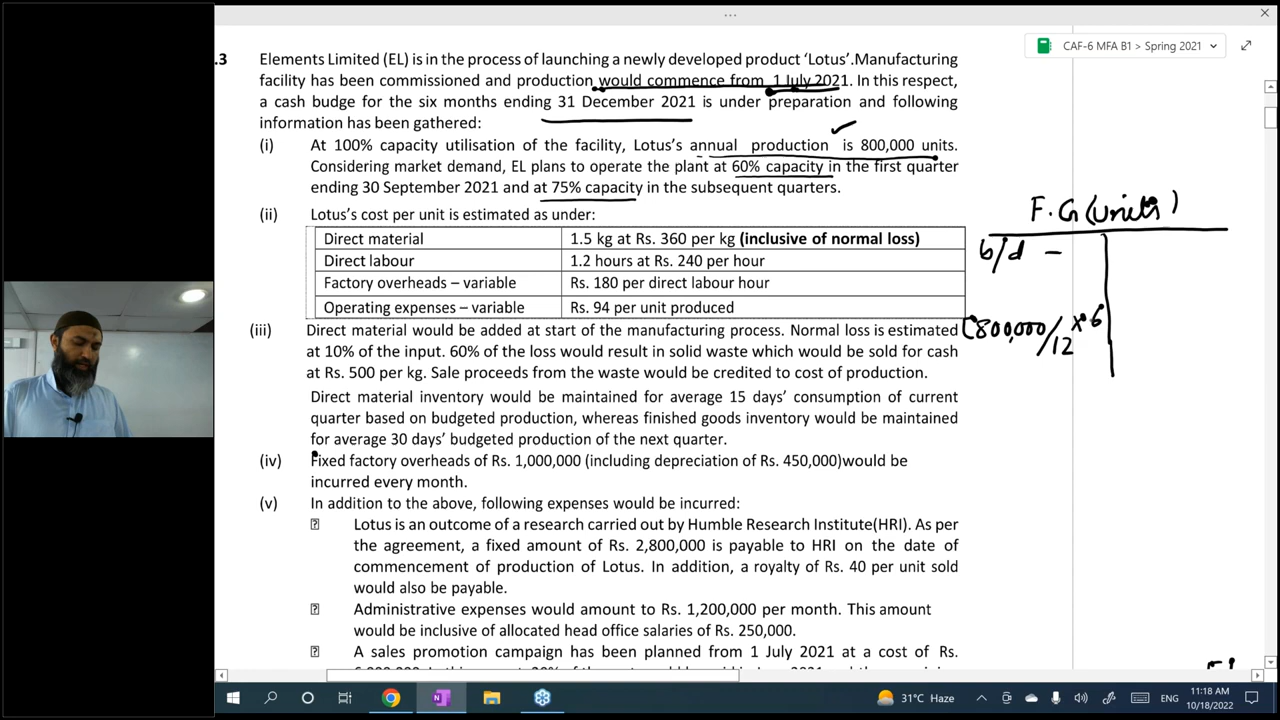 CAF-6 MFA B1 > Spring 2021
.3 Elements Limited (EL) is in the process of launching a newly developed product ‘Lotus’.Manufacturing
facility has been commissioned and production would commence from 1 July 2021. In this respect,
a cash budget for the six months ending 31 December 2021 is under preparation and following
information has been gathered:
(i) At 100% capacity utilisation of the facility, Lotus’s annual production is 800,000 units.
Considering market demand, EL plans to operate the plant at 60% capacity in the first quarter
ending 30 September 2021 and at 75% capacity in the subsequent quarters.
(ii) Lotus’s cost per unit is estimated as under:
Direct material 1.5 kg at Rs. 360 per kg (inclusive of normal loss)
Direct labour 1.2 hours at Rs. 240 per hour
Factory overheads – variable Rs. 180 per direct labour hour
Operating expenses – variable Rs. 94 per unit produced
(iii) Direct material would be added at start of the manufacturing process. Normal loss is estimated
at 10% of the input. 60% of the loss would result in solid waste which would be sold for cash
at Rs. 500 per kg. Sale proceeds from the waste would be credited to cost of production.
Direct material inventory would be maintained for average 15 days’ consumption of current
quarter based on budgeted production, whereas finished goods inventory would be maintained
for average 30 days’ budgeted production of the next quarter.
(iv) Fixed factory overheads of Rs. 1,000,000 (including depreciation of Rs. 450,000)would be
incurred every month.
(v) In addition to the above, following expenses would be incurred:
Lotus is an outcome of a research carried out by Humble Research Institute(HRI). As per
the agreement, a fixed amount of Rs. 2,800,000 is payable to HRI on the date of
commencement of production of Lotus. In addition, a royalty of Rs. 40 per unit sold
would also be payable.
Administrative expenses would amount to Rs. 1,200,000 per month. This amount
would be inclusive of allocated head office salaries of Rs. 250,000.
A sales promotion campaign has been planned from 1 July 2021 at a cost of Rs.
F.G (units)
b/d –
(800,000/12 x 6
31°C Haze
ENG
11:18 AM
10/18/2022